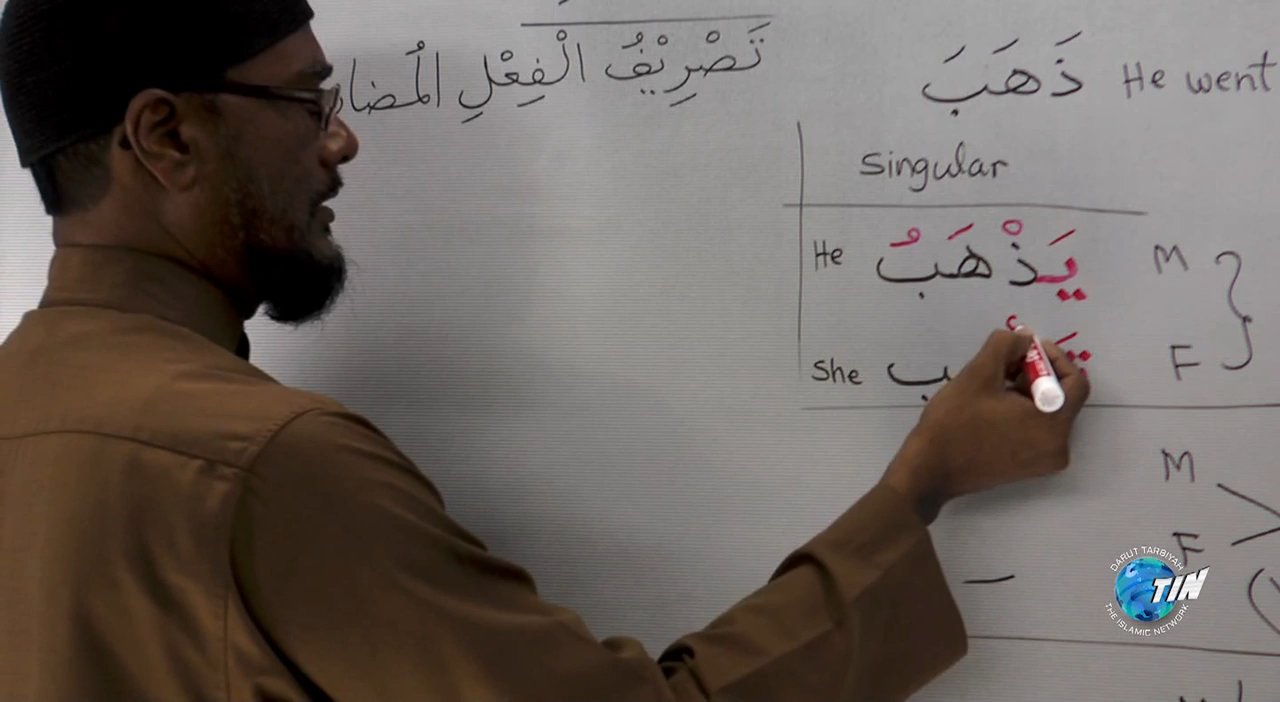 تَصْرِيْفُ الْفِعْلِ
ذَهَبَ He went
Singular
He يَذْهَبُ M
She F
M
F
DARUT TARBIYAH
TIN
THE ISLAMIC NETWORK